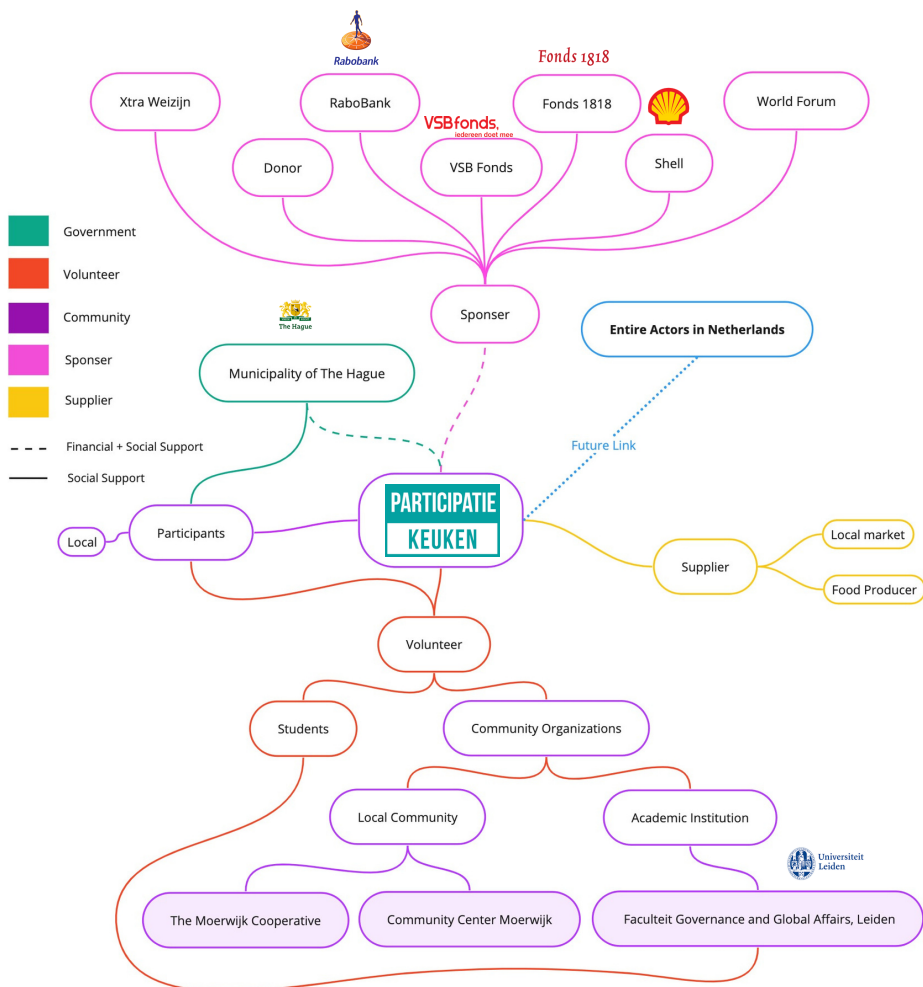 Rabobank
Fonds 1818
Xtra Weizijn
RaboBank
Fonds 1818
World Forum
VSBfonds,
iedereen doet mee
Donor
VSB Fonds
Shell
Government
Volunteer
Community
Sponser
Supplier
Financial + Social Support
Social Support
The Hague
Sponser
Entire Actors in Netherlands
Municipality of The Hague
Future Link
PARTICIPATIE
KEUKEN
Participants
Local
Local market
Supplier
Food Producer
Volunteer
Students
Community Organizations
Local Community
Academic Institution
Universiteit
Leiden
The Moerwijk Cooperative
Community Center Moerwijk
Faculteit Governance and Global Affairs, Leiden